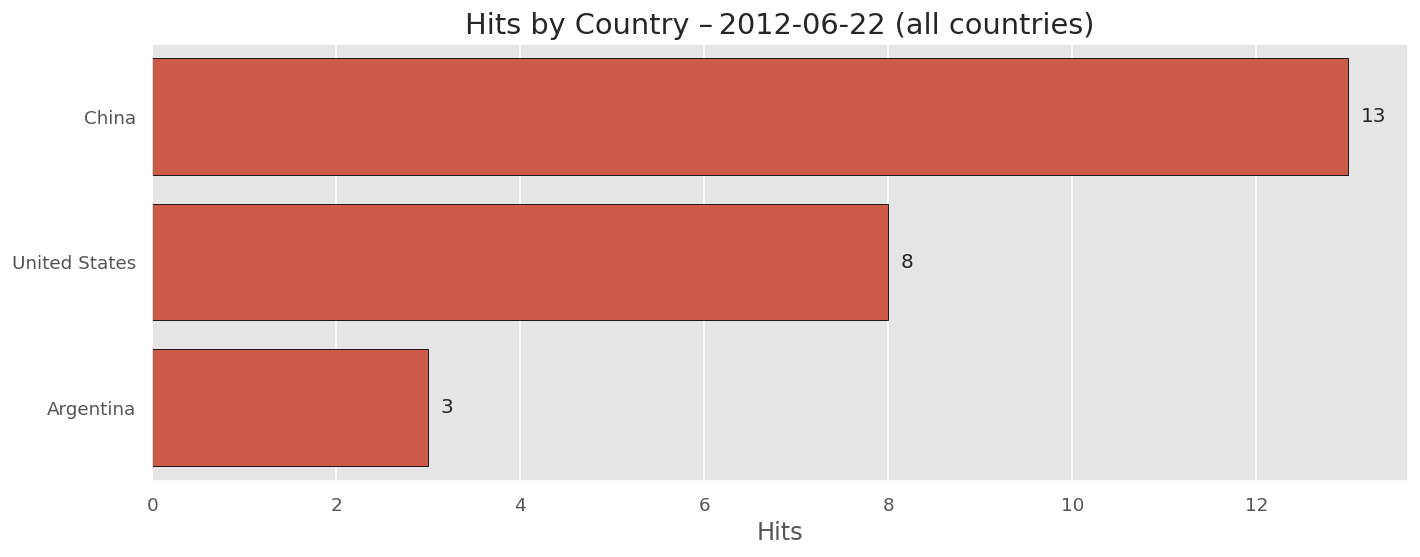 Hits by Country – 2012-06-22 (all countries)
China
13
United States
8
Argentina
3
0 2 4 6 8 10 12
Hits